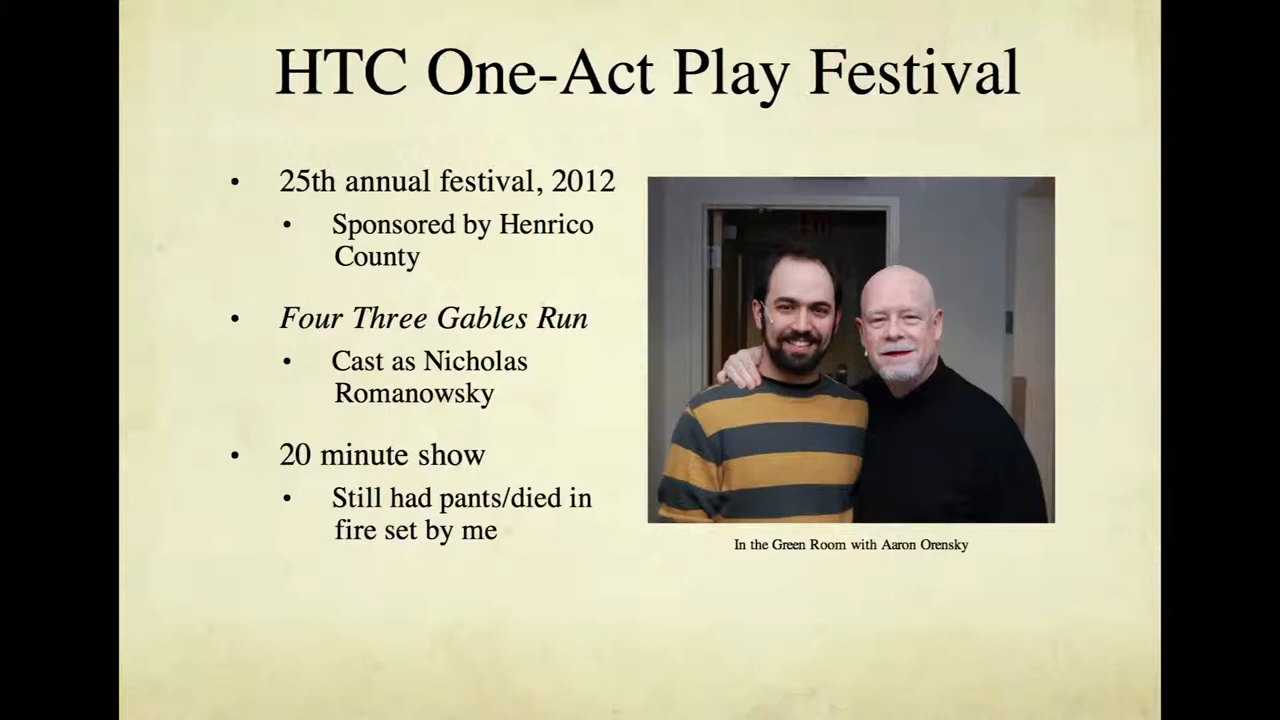 HTC One-Act Play Festival
• 25th annual festival, 2012
• Sponsored by Henrico
County
• Four Three Gables Run
• Cast as Nicholas
Romanowsky
• 20 minute show
• Still had pants/died in
fire set by me
In the Green Room with Aaron Orensky